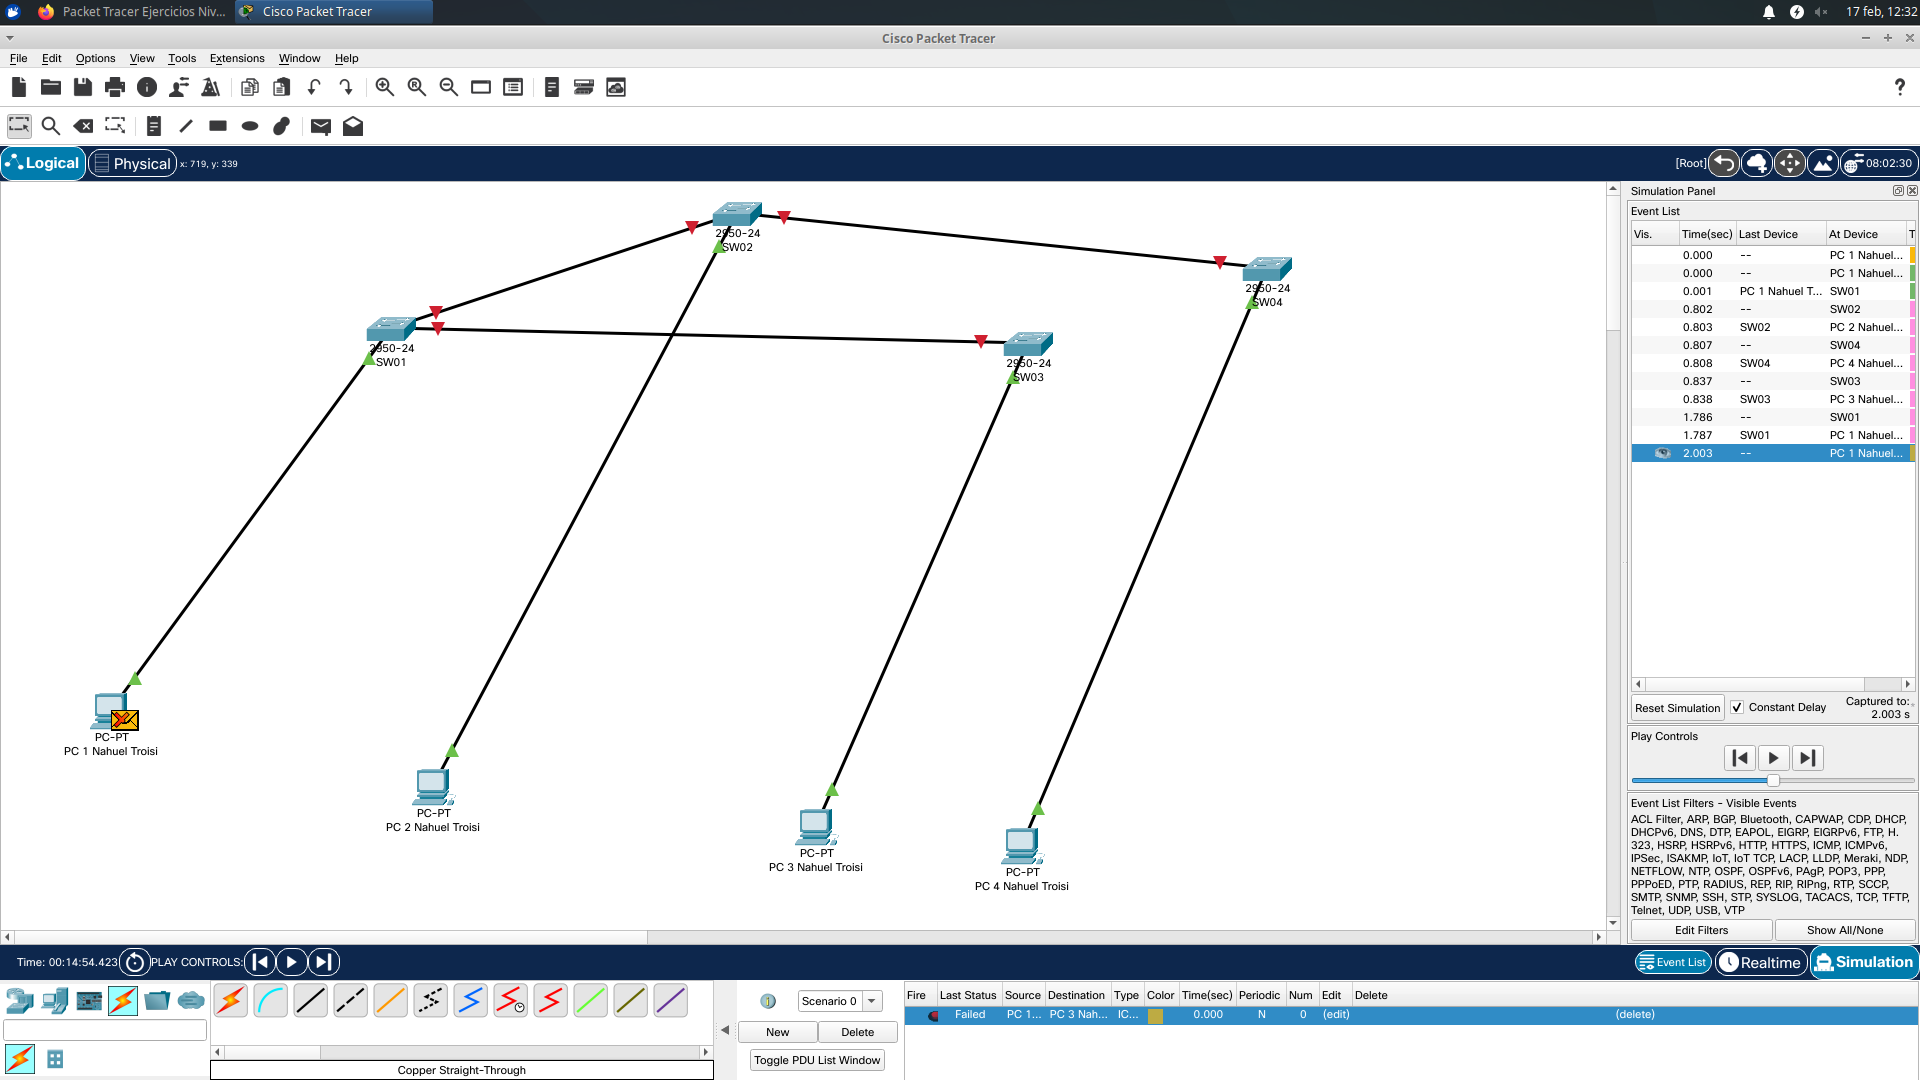 Packet Tracer Ejercicios Niv...
Cisco Packet Tracer
17 feb, 12:32
Cisco Packet Tracer
File Edit Options View Tools Extensions Window Help
?
Logical
Physical
x: 719, y: 339
[Root]
08:02:30
2950-24
SW02
2950-24
SW04
2950-24
SW01
2950-24
SW03
PC-PT
PC 1 Nahuel Troisi
PC-PT
PC 2 Nahuel Troisi
PC-PT
PC 3 Nahuel Troisi
PC-PT
PC 4 Nahuel Troisi
Simulation Panel
Event List
Vis. Time(sec) Last Device At Device T
0.000 -- PC 1 Nahuel...
0.000 -- PC 1 Nahuel...
0.001 PC 1 Nahuel T... SW01
0.802 -- SW02
0.803 SW02 PC 2 Nahuel...
0.807 -- SW04
0.808 SW04 PC 4 Nahuel...
0.837 -- SW03
0.838 SW03 PC 3 Nahuel...
1.786 -- SW01
1.787 SW01 PC 1 Nahuel...
2.003 -- PC 1 Nahuel...
Reset Simulation
Constant Delay
Captured to:
2.003 s
Play Controls
Event List Filters - Visible Events
ACL Filter, ARP, BGP, Bluetooth, CAPWAP, CDP, DHCP,
DHCPv6, DNS, DTP, EAPOL, EIGRP, EIGRPv6, FTP, H.
323, HSRP, HSRPv6, HTTP, HTTPS, ICMP, ICMPv6,
IPSec, ISAKMP, IoT, IoT TCP, LACP, LLDP, Meraki, NDP,
NETFLOW, NTP, OSPF, OSPFv6, PAgP, POP3, PPP,
PPPoED, PTP, RADIUS, REP, RIP, RIPng, RTP, SCCP,
SMTP, SNMP, SSH, STP, SYSLOG, TACACS, TCP, TFTP,
Telnet, UDP, USB, VTP
Edit Filters
Show All/None
Time: 00:14:54.423
PLAY CONTROLS:
Event List
Realtime
Simulation
Copper Straight-Through
Scenario 0
New
Delete
Toggle PDU List Window
Fire Last Status Source Destination Type Color Time(sec) Periodic Num Edit Delete
Failed PC 1... PC 3 Nah... IC... 0.000 N 0 (edit) (delete)